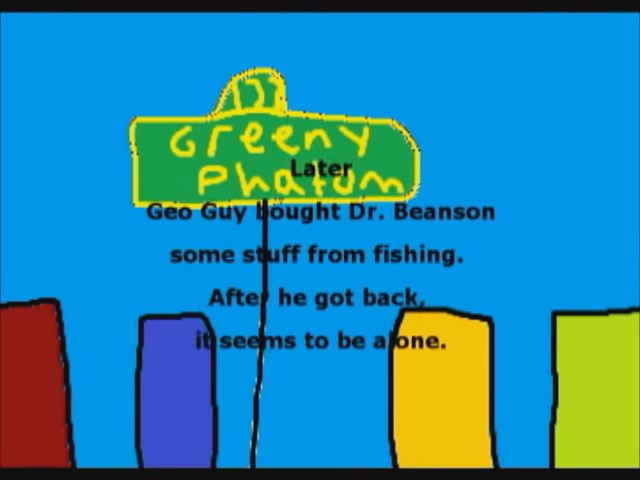 Greeny
Phatom
Later
Geo Guy bought Dr. Beanson
some stuff from fishing.
After he got back,
it seems to be alone.